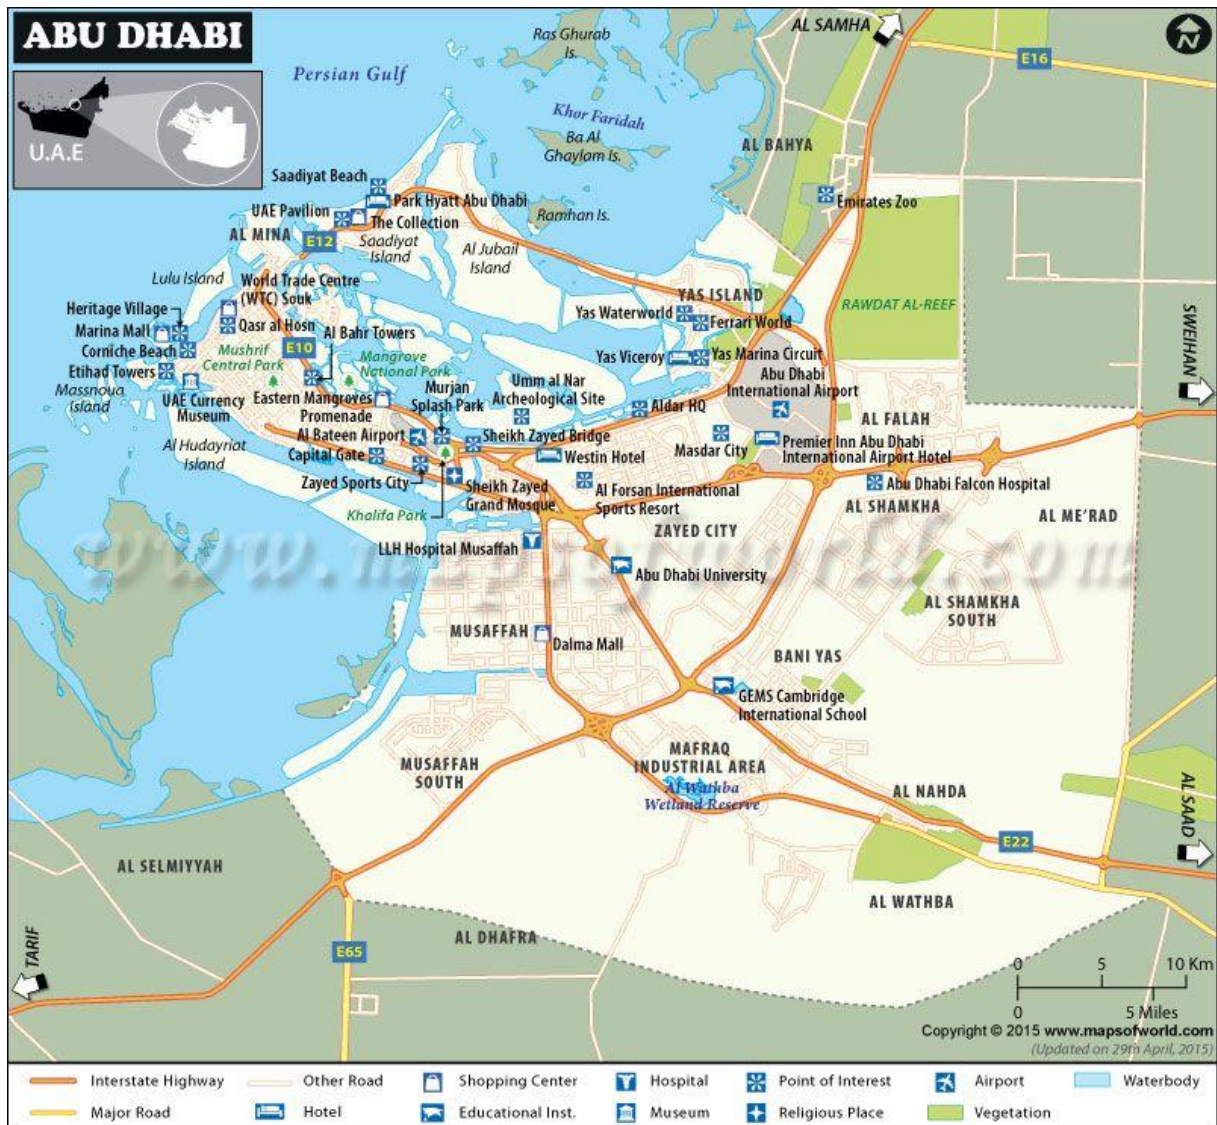 ABU DHABI
U.A.E
Persian Gulf
Ras Ghurab
Is.
AL SAMHA
N
E16
Khor Faridah
Ba Al
Ghaylam Is.
AL BAHYA
Saadiyat Beach
Park Hyatt Abu Dhabi
Emirates Zoo
UAE Pavilion
The Collection
Ramhan Is.
AL MINA
E12
Saadiyat
Island
Al Jubail
Island
Lulu Island
World Trade Centre
(WTC) Souk
YAS ISLAND
RAWDAT AL-REEF
Heritage Village
Yas Waterworld
Ferrari World
SWEIHAN
Marina Mall
Qasr al Hosn
Al Bahr Towers
Corniche Beach
Mushrif
Central Park
E10
Mangrove
National Park
Yas Viceroy
Yas Marina Circuit
Etihad Towers
Abu Dhabi
International Airport
Massnoua
Island
UAE Currency
Museum
Eastern Mangroves
Promenade
Murjan
Splash Park
Umm al Nar
Archeological Site
Aldar HQ
AL FALAH
Al Hudayriat
Island
Al Bateen Airport
Sheikh Zayed Bridge
Masdar City
Premier Inn Abu Dhabi
International Airport Hotel
Capital Gate
Westin Hotel
Zayed Sports City
Sheikh Zayed
Grand Mosque
Al Forsan International
Sports Resort
Abu Dhabi Falcon Hospital
Khalifa Park
AL SHAMKHA
AL ME'RAD
ZAYED CITY
LLH Hospital Musaffah
www.mapsofworld.com
Abu Dhabi University
AL SHAMKHA
SOUTH
MUSAFFAH
Dalma Mall
BANI YAS
GEMS Cambridge
International School
MUSAFFAH
SOUTH
MAFRAQ
INDUSTRIAL AREA
Al Wathba
Wetland Reserve
AL NAHDA
AL SAAD
E22
AL SELMIYYAH
AL WATHBA
TARIF
AL DHAFRA
E65
0 5 10 Km
0 5 Miles
Copyright © 2015 www.mapsofworld.com
(Updated on 29th April, 2015)
Interstate Highway Other Road Shopping Center Hospital Point of Interest Airport Waterbody
Major Road Hotel Educational Inst. Museum Religious Place Vegetation